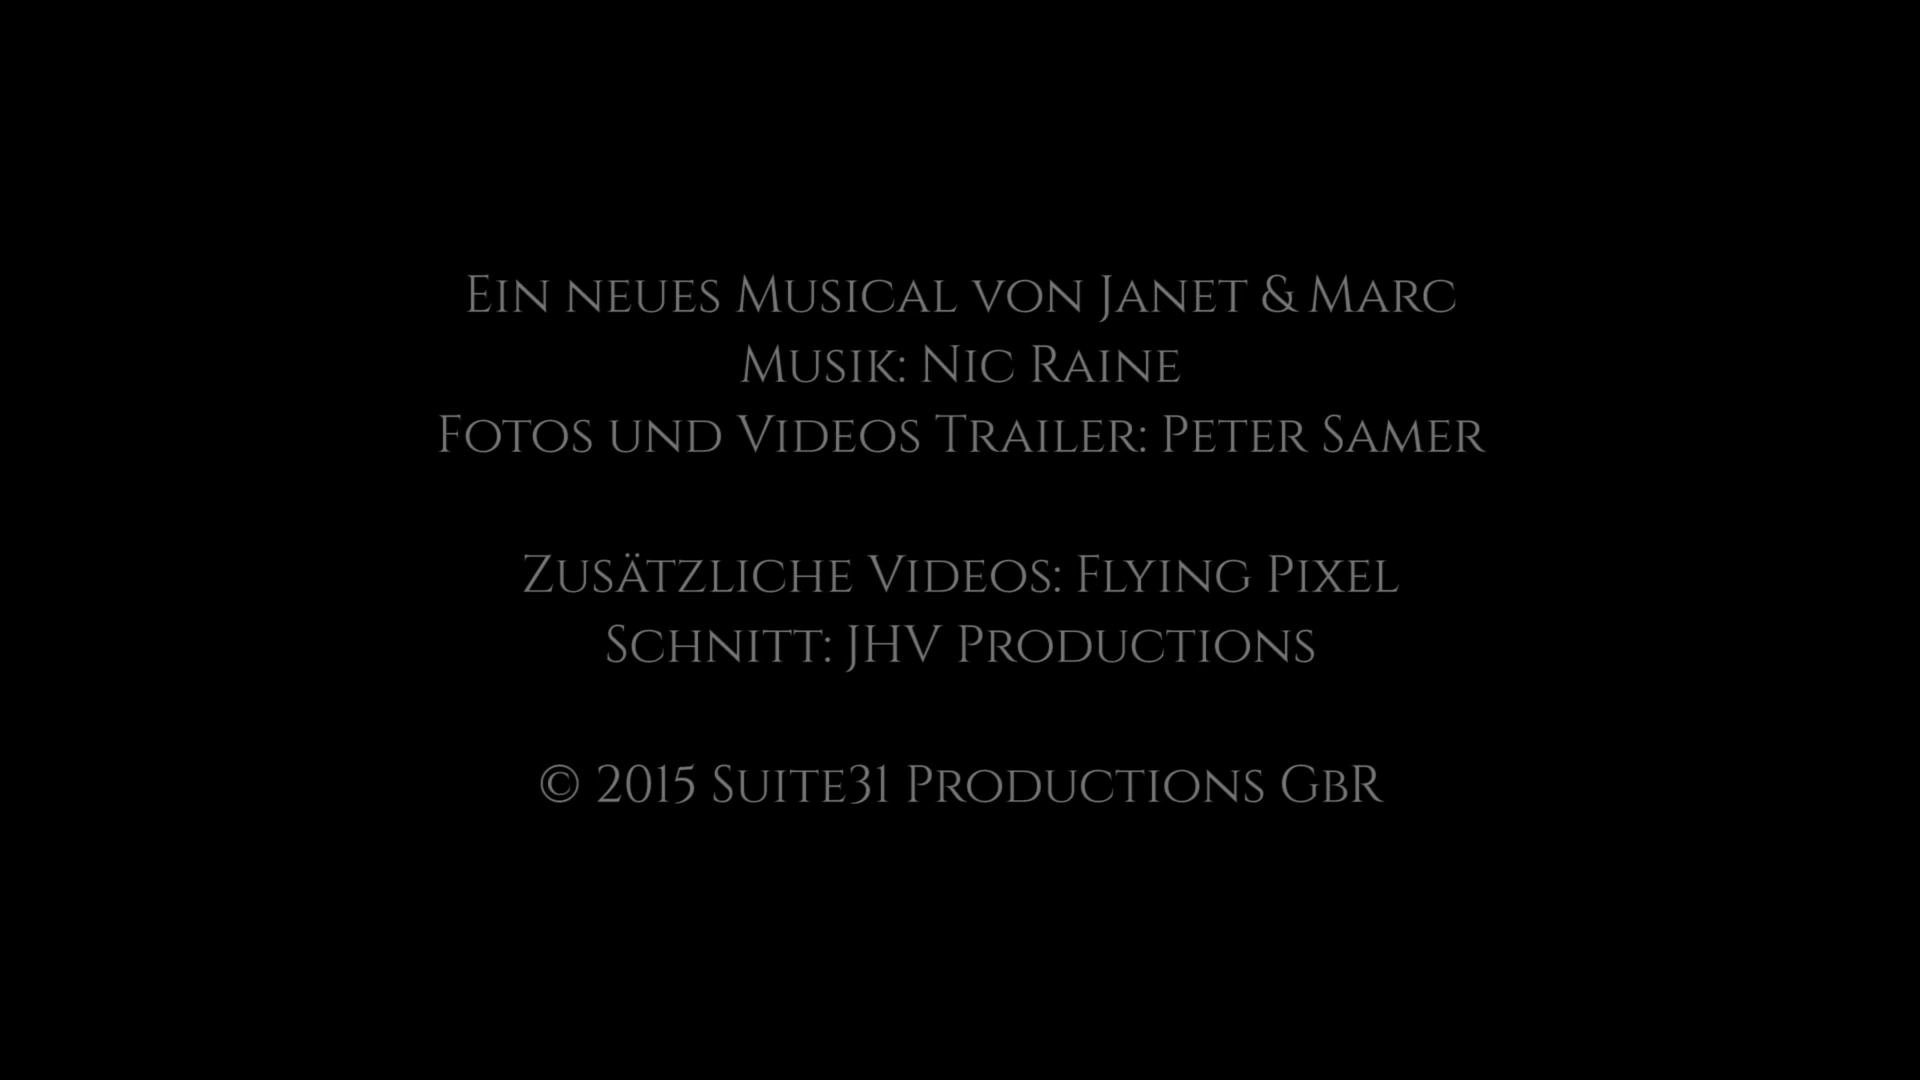 Ein neues Musical von Janet & Marc
Musik: Nic Raine
Fotos und Videos Trailer: Peter Samer
Zusätzliche Videos: Flying Pixel
Schnitt: JHV Productions
© 2015 Suite31 Productions GbR